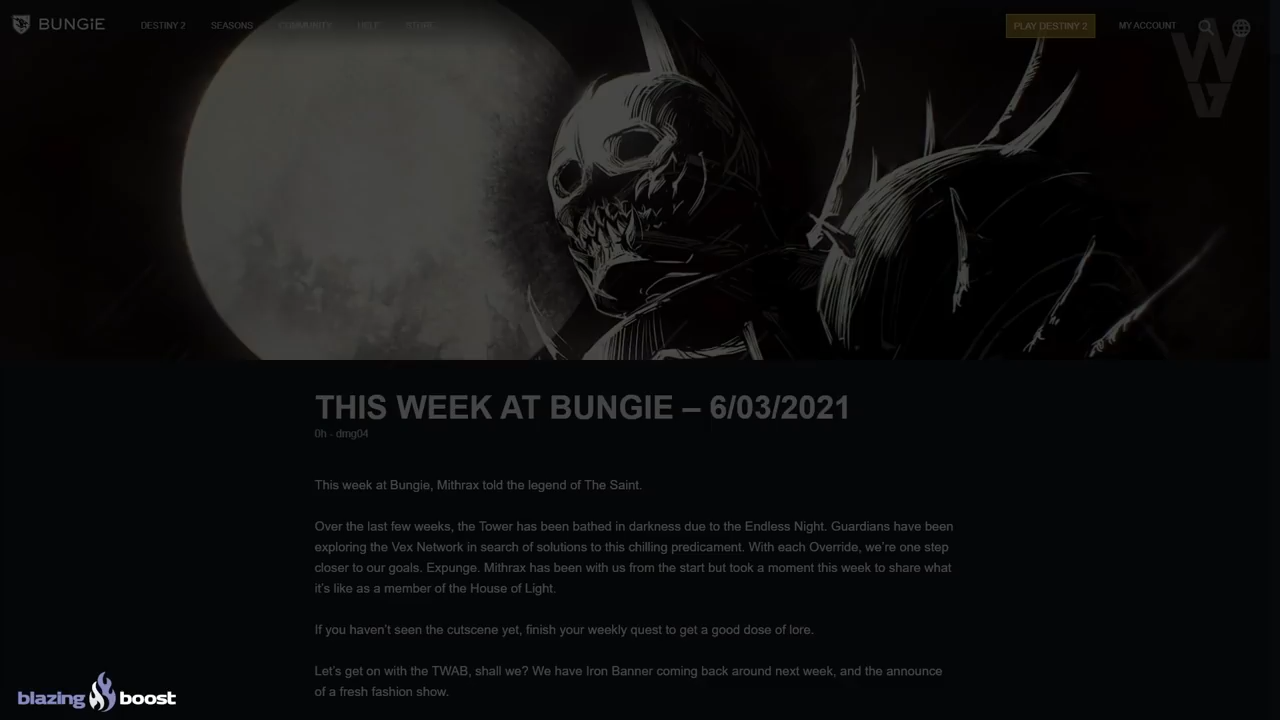 BUNGiE DESTINY 2 SEASONS COMMUNITY HELP STORE PLAY DESTINY 2 MY ACCOUNT
THIS WEEK AT BUNGIE – 6/03/2021
0h - dmg04
This week at Bungie, Mithrax told the legend of The Saint.
Over the last few weeks, the Tower has been bathed in darkness due to the Endless Night. Guardians have been
exploring the Vex Network in search of solutions to this chilling predicament. With each Override, we’re one step
closer to our goals. Expunge. Mithrax has been with us from the start but took a moment this week to share what
it’s like as a member of the House of Light.
If you haven’t seen the cutscene yet, finish your weekly quest to get a good dose of lore.
Let’s get on with the TWAB, shall we? We have Iron Banner coming back around next week, and the announce
of a fresh fashion show.
blazing boost